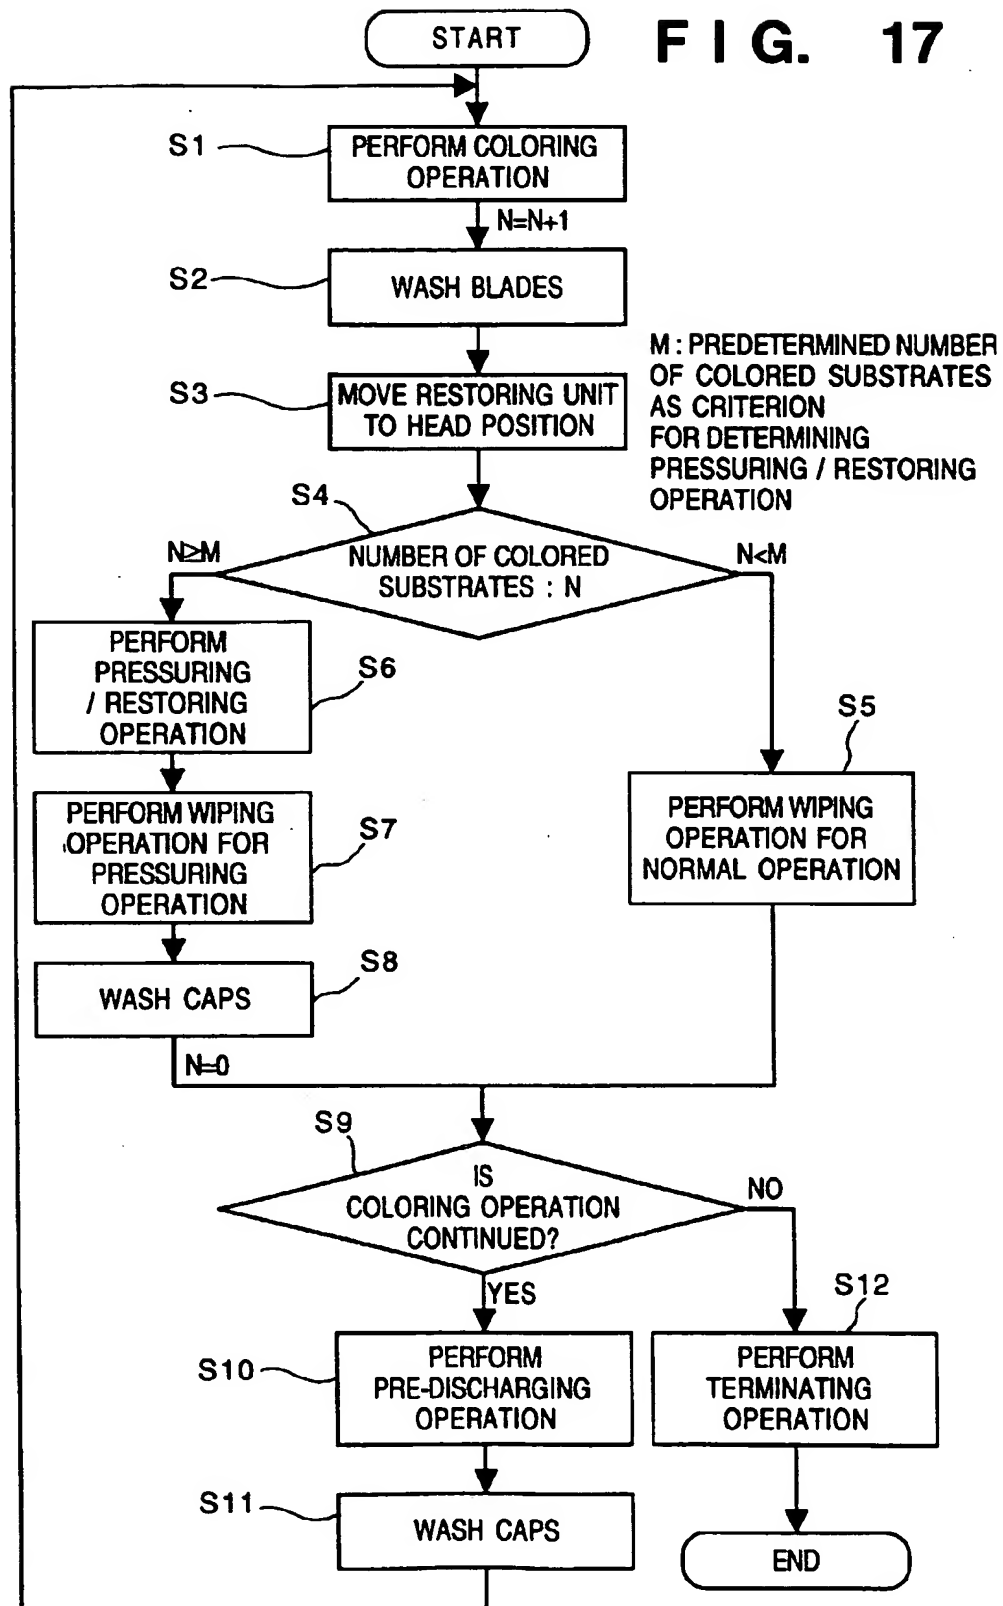 START
FIG. 17
S1
PERFORM COLORING
OPERATION
N=N+1
S2
WASH BLADES
S3
MOVE RESTORING UNIT
TO HEAD POSITION
M : PREDETERMINED NUMBER
OF COLORED SUBSTRATES
AS CRITERION
FOR DETERMINING
PRESSURING / RESTORING
OPERATION
S4
N≥M
NUMBER OF COLORED
SUBSTRATES : N
N<M
PERFORM
PRESSURING
/ RESTORING
OPERATION
S6
S5
PERFORM WIPING
OPERATION FOR
NORMAL OPERATION
PERFORM WIPING
OPERATION FOR
PRESSURING
OPERATION
S7
S8
WASH CAPS
N=0
S9
IS
COLORING OPERATION
CONTINUED?
NO
YES
S12
S10
PERFORM
PRE-DISCHARGING
OPERATION
PERFORM
TERMINATING
OPERATION
S11
WASH CAPS
END